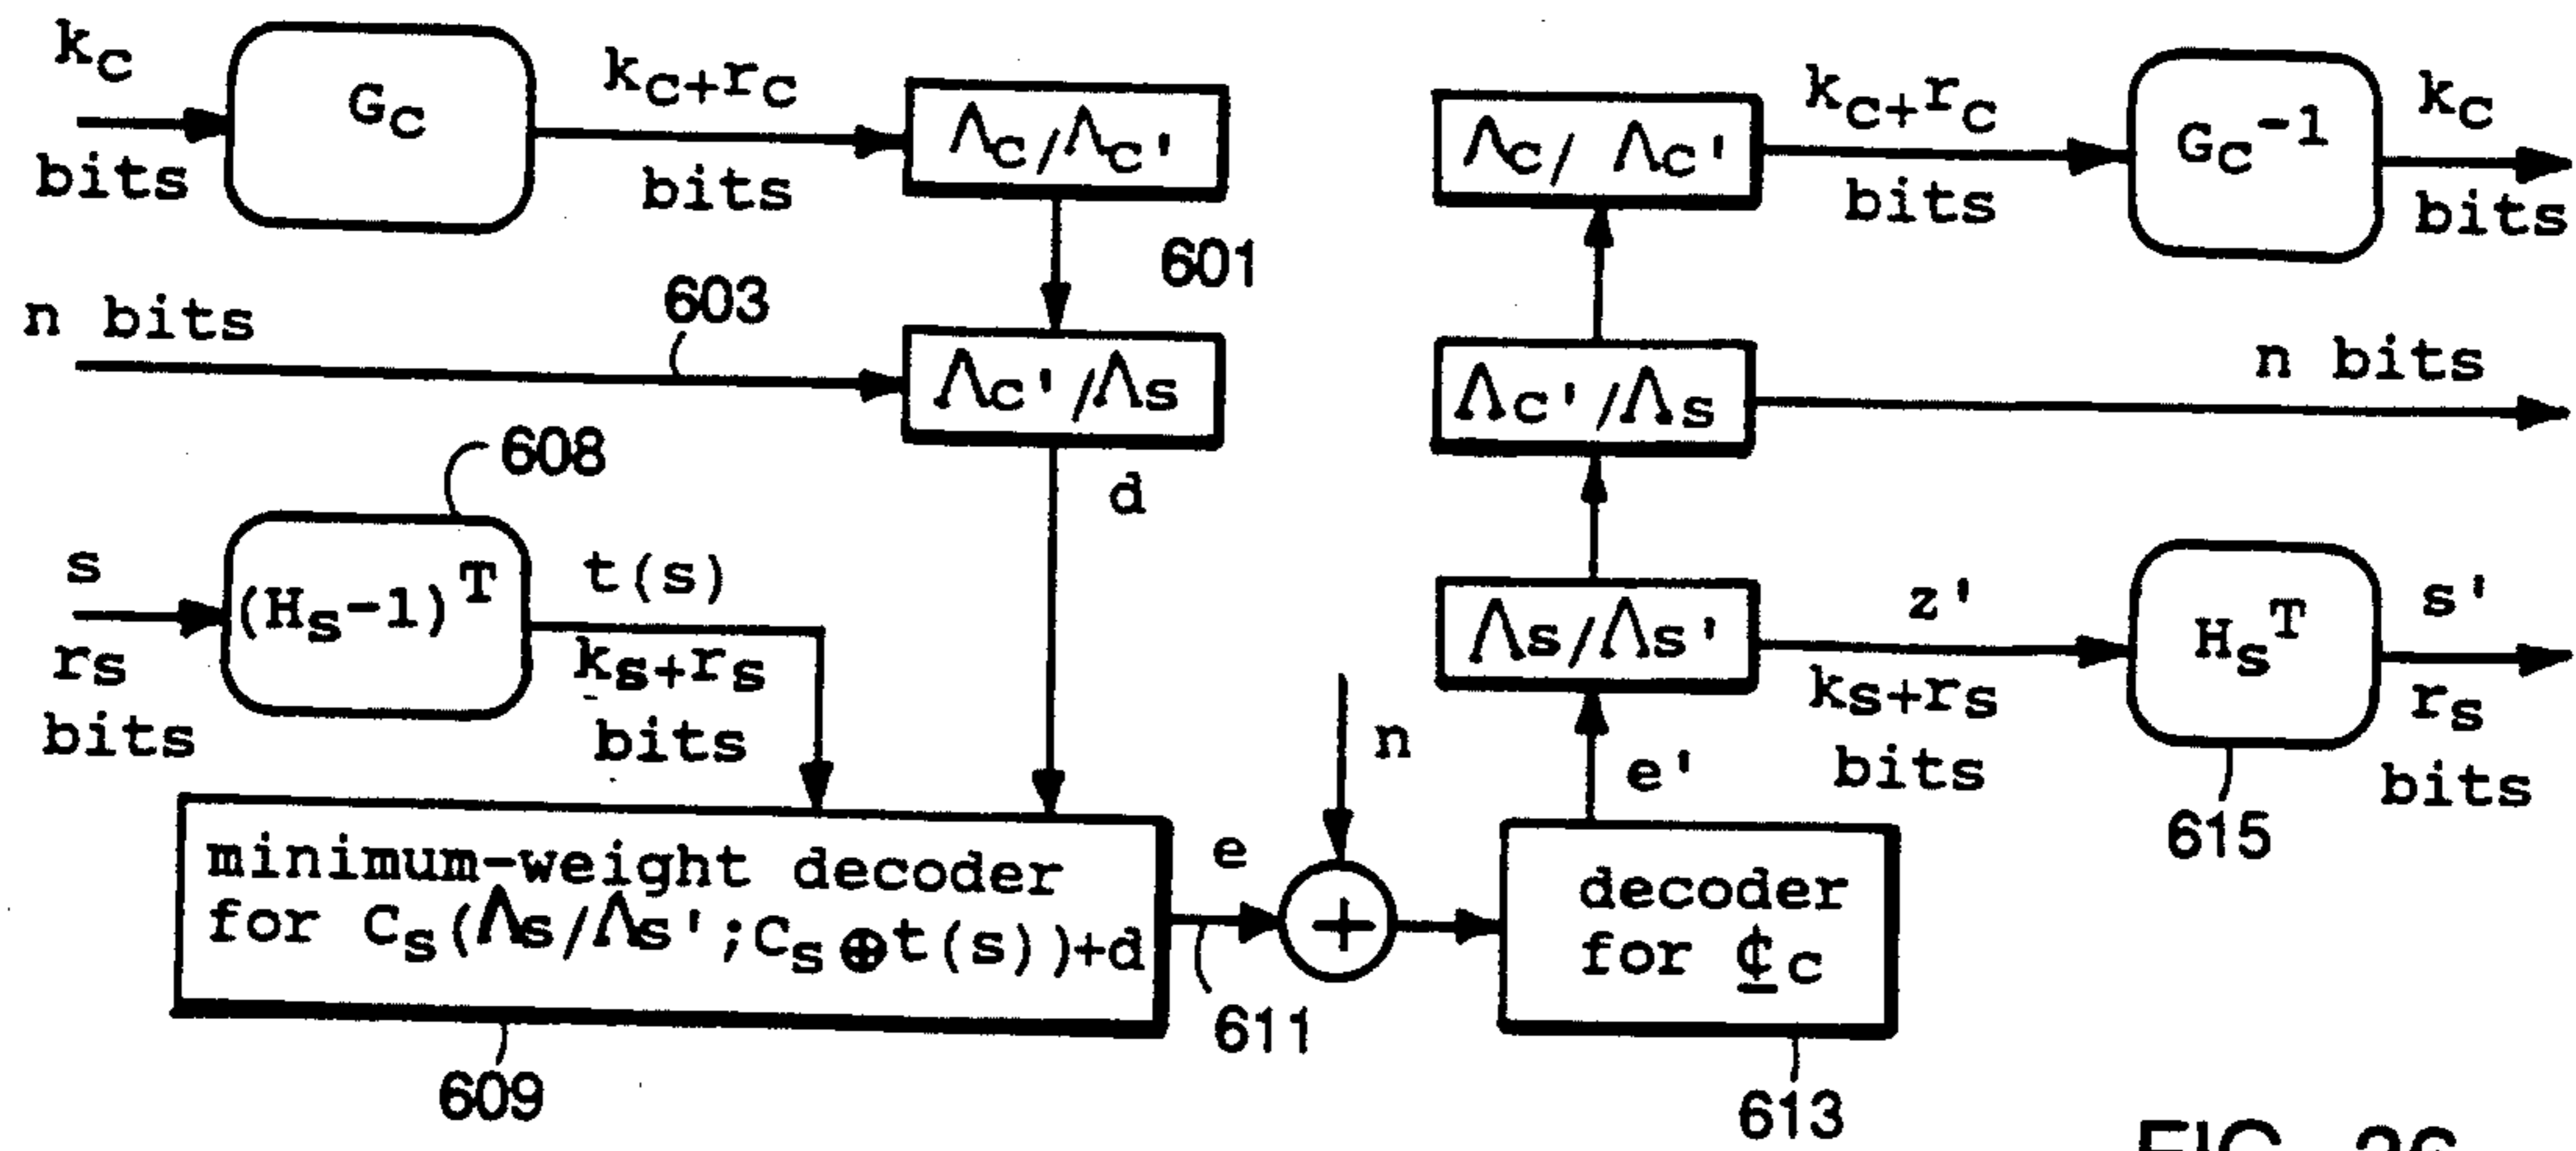 kc
bits
Gc
kc+rc
bits
Λc/Λc'
601
n bits
603
Λc'/Λs
d
608
s
rs
bits
(Hs-1)T
t(s)
ks+rs
bits
minimum-weight decoder
for Cs(Λs/Λs';Cs⊕t(s))+d
609
e
611
n
+
decoder
for ₵c
613
e'
Λs/Λs'
z'
ks+rs
bits
HsT
615
s'
rs
bits
Λc'/Λs
n bits
Λc/ Λc'
kc+rc
bits
Gc-1
kc
bits